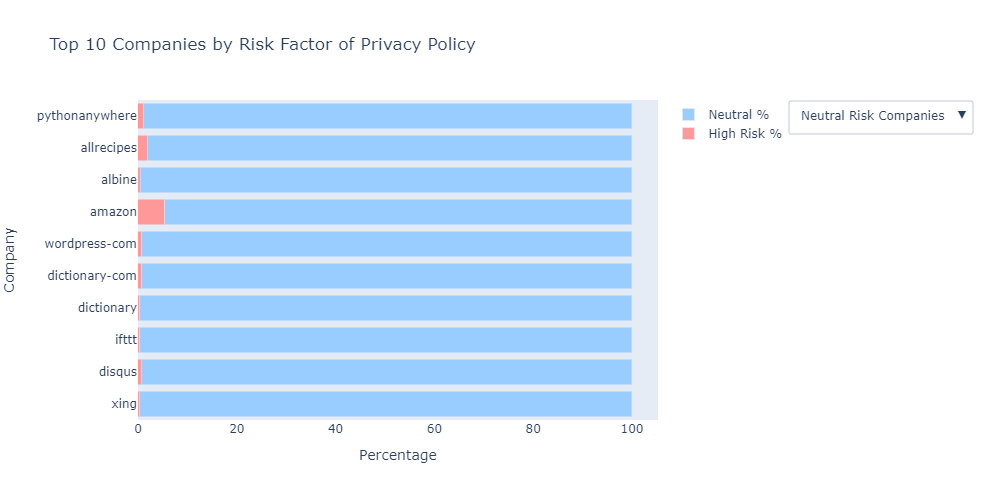 Top 10 Companies by Risk Factor of Privacy Policy
pythonanywhere
allrecipes
albine
amazon
wordpress-com
dictionary-com
dictionary
ifttt
disqus
xing
Company
0 20 40 60 80 100
Percentage
Neutral %
High Risk %
Neutral Risk Companies ▼